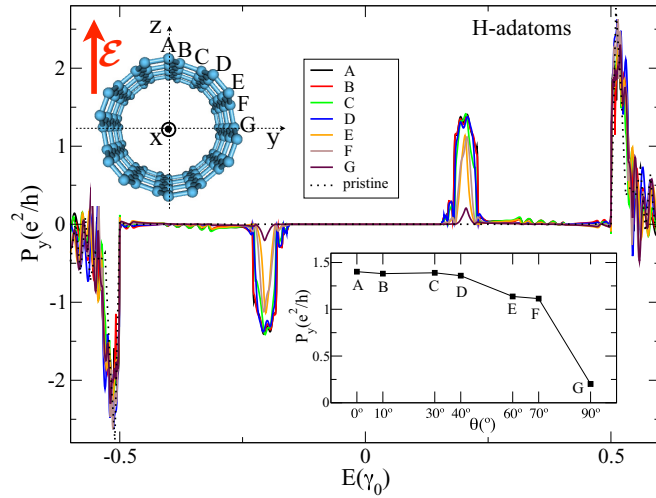 H-adatoms
ℰ
z
A
B
C
D
E
F
G
x
y
A
B
C
D
E
F
G
pristine
P_y(e²/h)
2
1
0
-1
-2
-0.5
0
0.5
E(γ₀)
P_y(e²/h)
1.5
1
0.5
0
A
B
C
D
E
F
G
0º
10º
30º
40º
60º
70º
90º
θ(º)